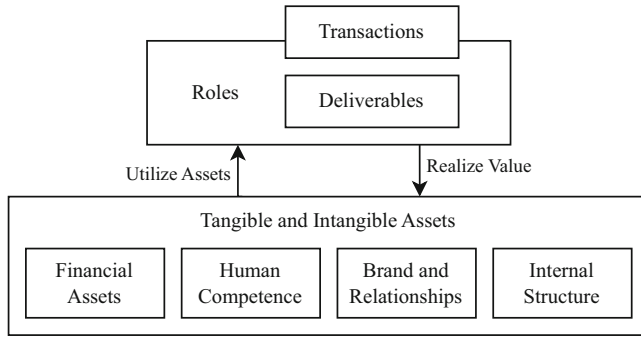 Transactions
Roles
Deliverables
Utilize Assets
Realize Value
Tangible and Intangible Assets
Financial
Assets
Human
Competence
Brand and
Relationships
Internal
Structure